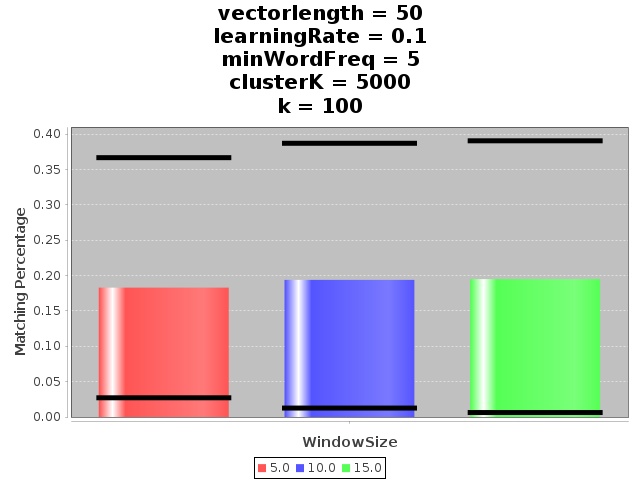 vectorlength = 50
learningRate = 0.1
minWordFreq = 5
clusterK = 5000
k = 100
0.40
0.35
0.30
0.25
0.20
0.15
0.10
0.05
0.00
Matching Percentage
WindowSize
5.0 10.0 15.0